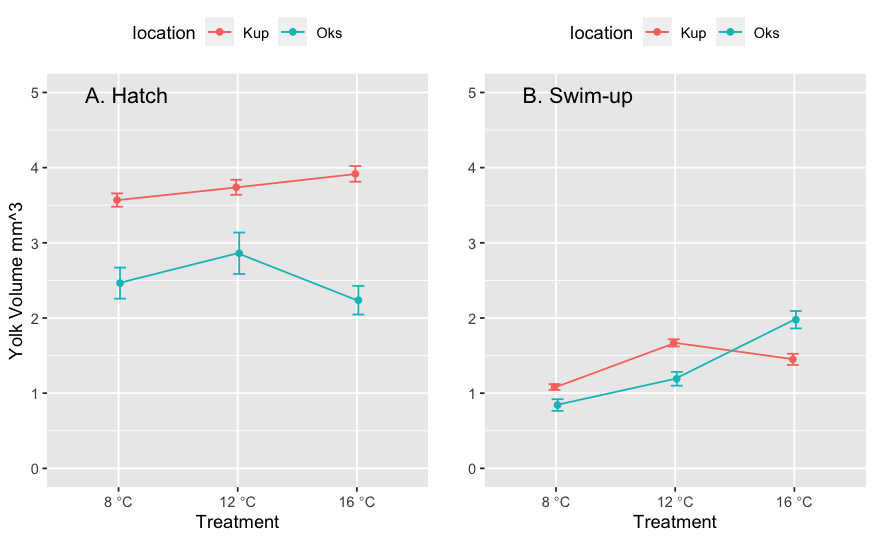 location Kup Oks
A. Hatch
Yolk Volume mm^3
5
4
3
2
1
0
8 °C 12 °C 16 °C
Treatment
location Kup Oks
B. Swim-up
5
4
3
2
1
0
8 °C 12 °C 16 °C
Treatment